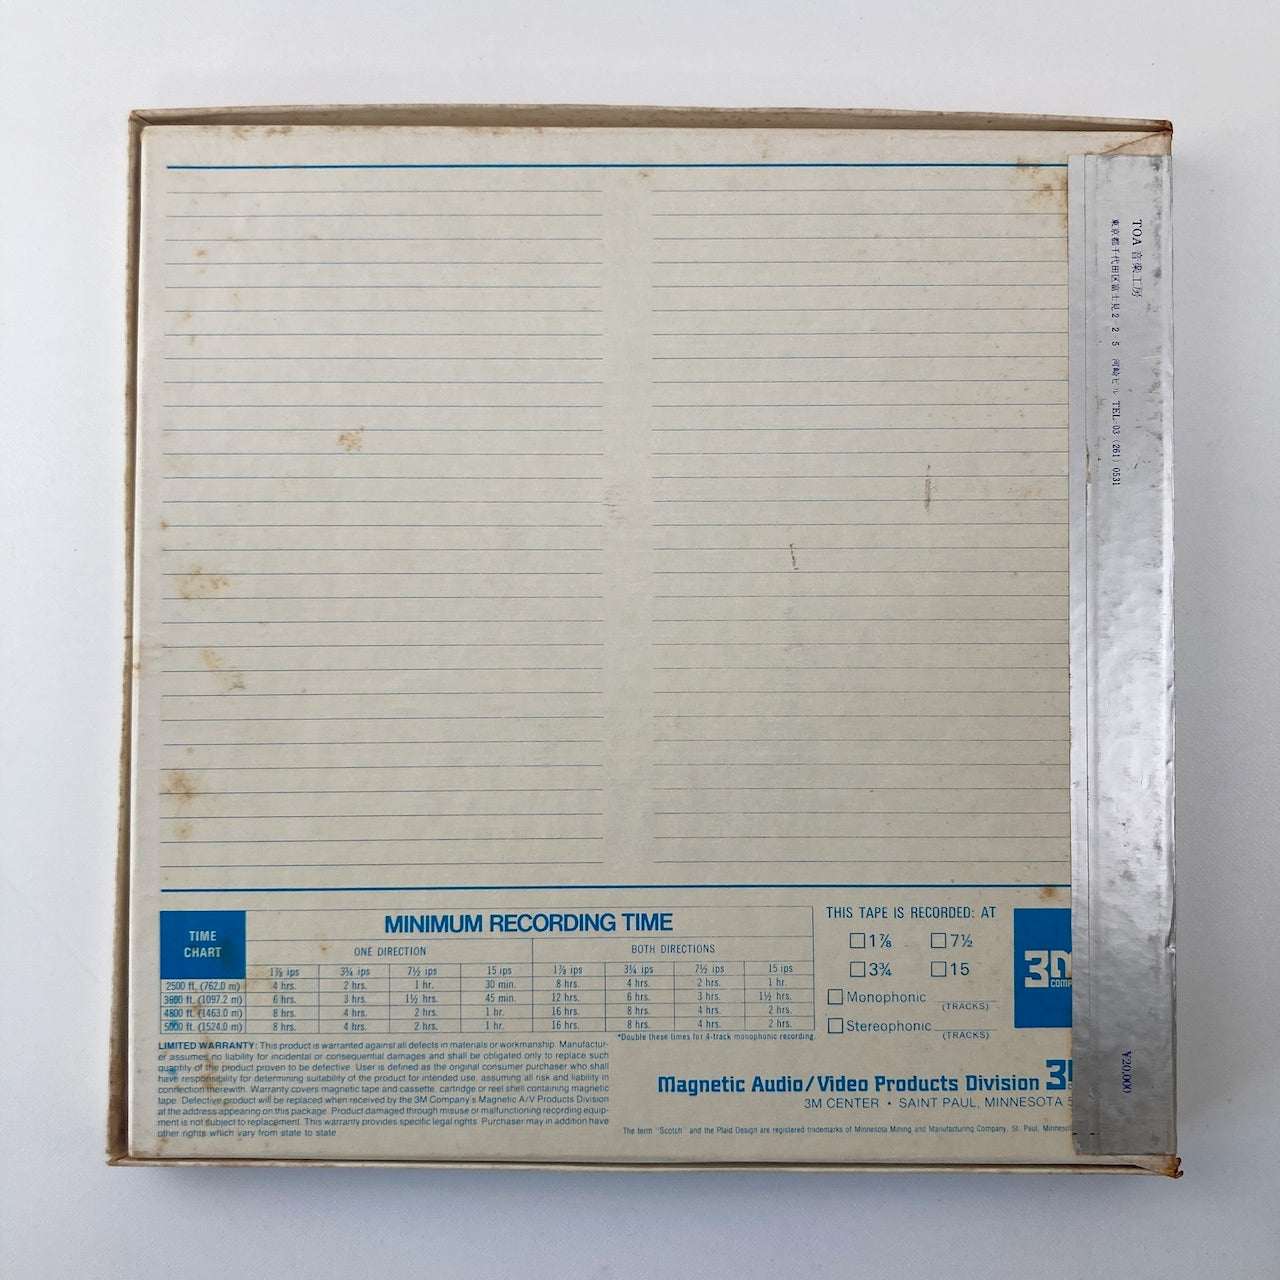 TOA 音楽工房
東京都千代田区富士見2-2-5 河崎ビル TEL-03 (261) 0531
¥20,000
TIME CHART
MINIMUM RECORDING TIME
ONE DIRECTION BOTH DIRECTIONS
1⅞ ips 3¾ ips 7½ ips 15 ips 1⅞ ips 3¾ ips 7½ ips 15 ips
2500 ft. (762.0 m) 4 hrs. 2 hrs. 1 hr. 30 min. 8 hrs. 4 hrs. 2 hrs. 1 hr.
3600 ft. (1097.2 m) 6 hrs. 3 hrs. 1½ hrs. 45 min. 12 hrs. 6 hrs. 3 hrs. 1½ hrs.
4800 ft. (1463.0 m) 8 hrs. 4 hrs. 2 hrs. 1 hr. 16 hrs. 8 hrs. 4 hrs. 2 hrs.
5000 ft. (1524.0 m) 8 hrs. 4 hrs. 2 hrs. 1 hr. 16 hrs. 8 hrs. 4 hrs. 2 hrs.
*Double these times for 4-track monophonic recording.
THIS TAPE IS RECORDED: AT
1⅞ 7½
3¾ 15
Monophonic
(TRACKS)
Stereophonic
(TRACKS)
3M
COMP
LIMITED WARRANTY: This product is warranted against all defects in materials or workmanship. Manufactur-
er assumes no liability for incidental or consequential damages and shall be obligated only to replace such
quantity of the product proven to be defective. User is defined as the original consumer purchaser who shall
have responsibility for determining suitability of the product for intended use, assuming all risk and liability in
connection therewith. Warranty covers magnetic tape and cassette, cartridge or reel shell containing magnetic
tape. Defective product will be replaced when received by the 3M Company's Magnetic A/V Products Division
at the address appearing on this package. Product damaged through misuse or malfunctioning recording equip-
ment is not subject to replacement. This warranty provides specific legal rights. Purchaser may in addition have
other rights which vary from state to state
Magnetic Audio/Video Products Division 3
3M CENTER • SAINT PAUL, MINNESOTA 5
The term "Scotch" and the Plaid Design are registered trademarks of Minnesota Mining and Manufacturing Company, St. Paul, Minneso